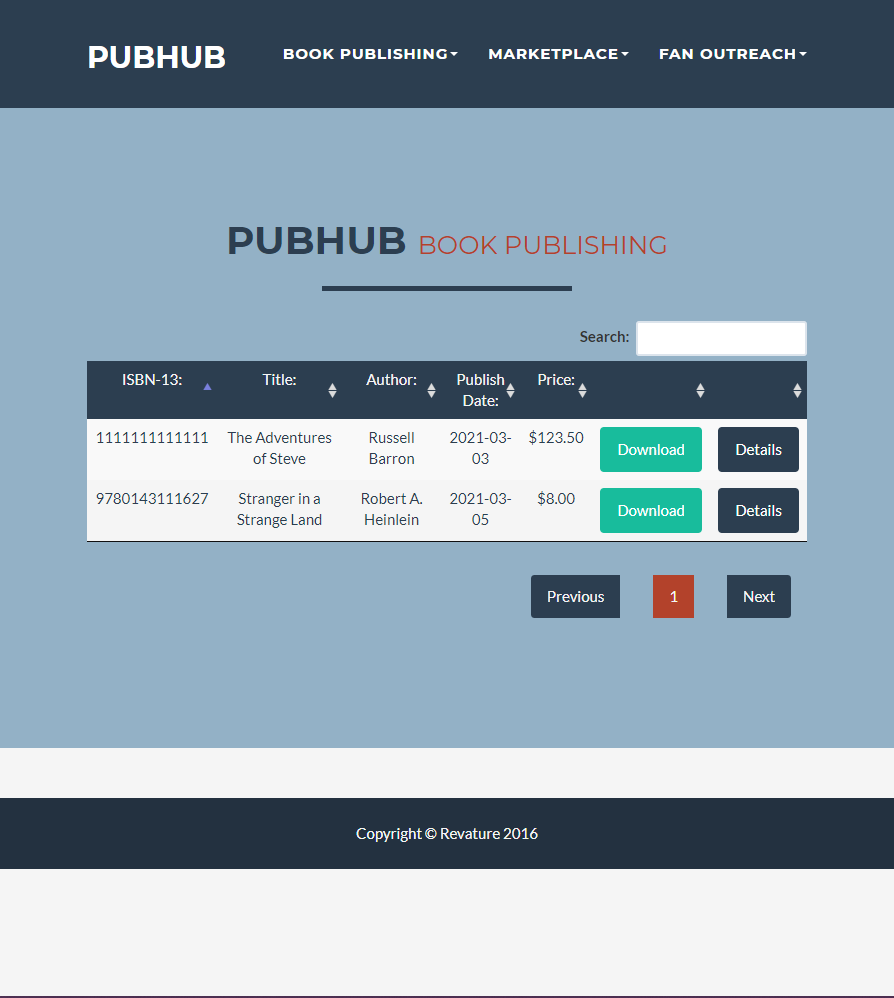 PUBHUB BOOK PUBLISHING MARKETPLACE FAN OUTREACH
PUBHUB BOOK PUBLISHING
Search:
ISBN-13: Title: Author: Publish Date: Price:
1111111111111 The Adventures of Steve Russell Barron 2021-03-03 $123.50 Download Details
9780143111627 Stranger in a Strange Land Robert A. Heinlein 2021-03-05 $8.00 Download Details
Previous 1 Next
Copyright © Revature 2016